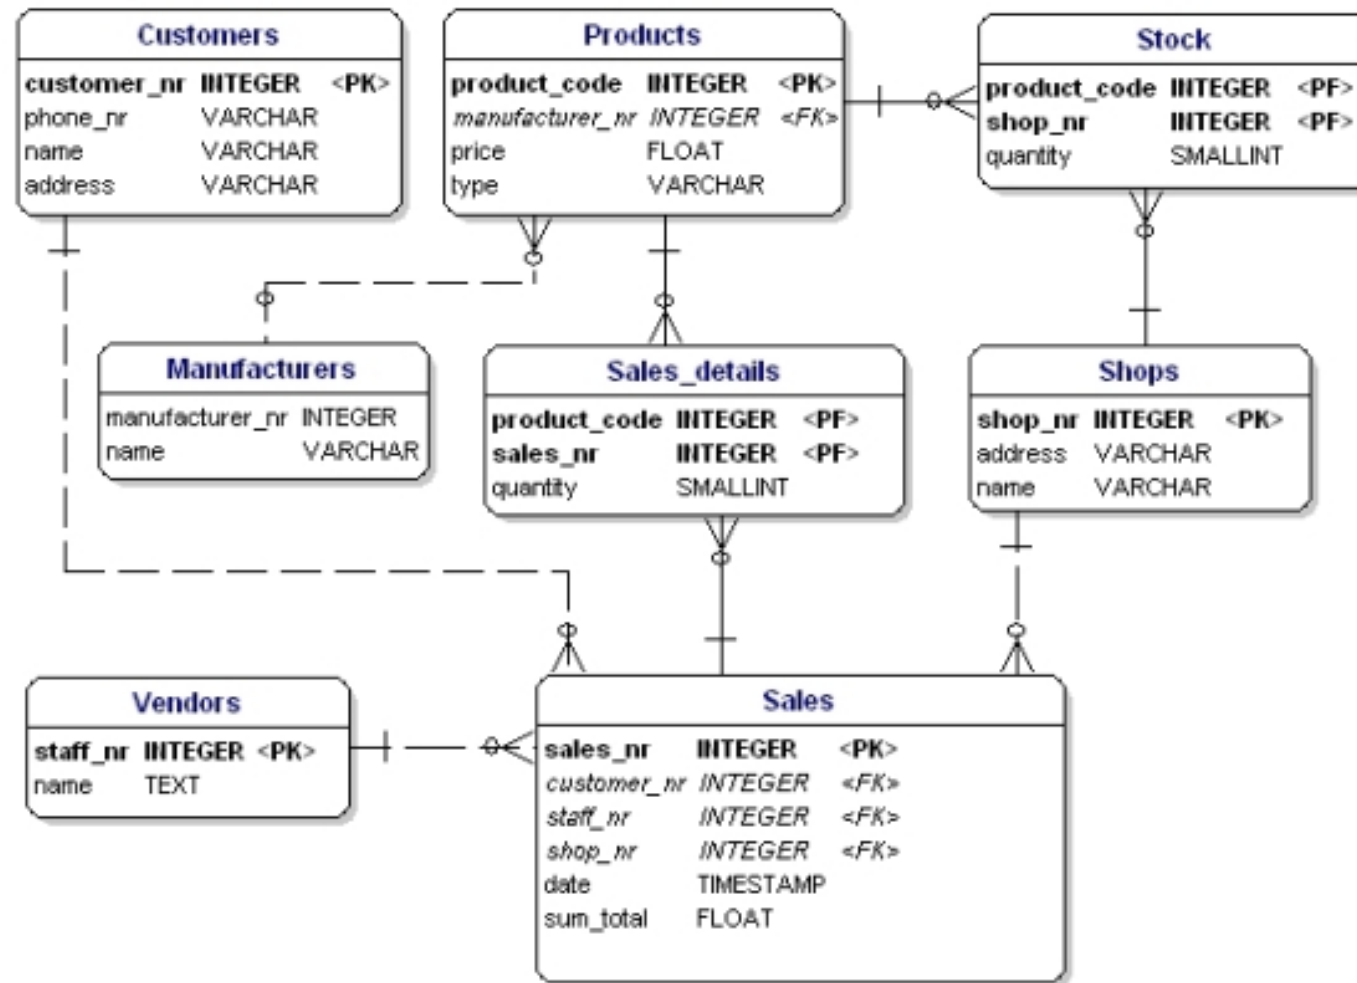 Customers
customer_nr INTEGER <PK>
phone_nr VARCHAR
name VARCHAR
address VARCHAR
Products
product_code INTEGER <PK>
manufacturer_nr INTEGER <FK>
price FLOAT
type VARCHAR
Stock
product_code INTEGER <PF>
shop_nr INTEGER <PF>
quantity SMALLINT
Manufacturers
manufacturer_nr INTEGER
name VARCHAR
Sales_details
product_code INTEGER <PF>
sales_nr INTEGER <PF>
quantity SMALLINT
Shops
shop_nr INTEGER <PK>
address VARCHAR
name VARCHAR
Vendors
staff_nr INTEGER <PK>
name TEXT
Sales
sales_nr INTEGER <PK>
customer_nr INTEGER <FK>
staff_nr INTEGER <FK>
shop_nr INTEGER <FK>
date TIMESTAMP
sum_total FLOAT